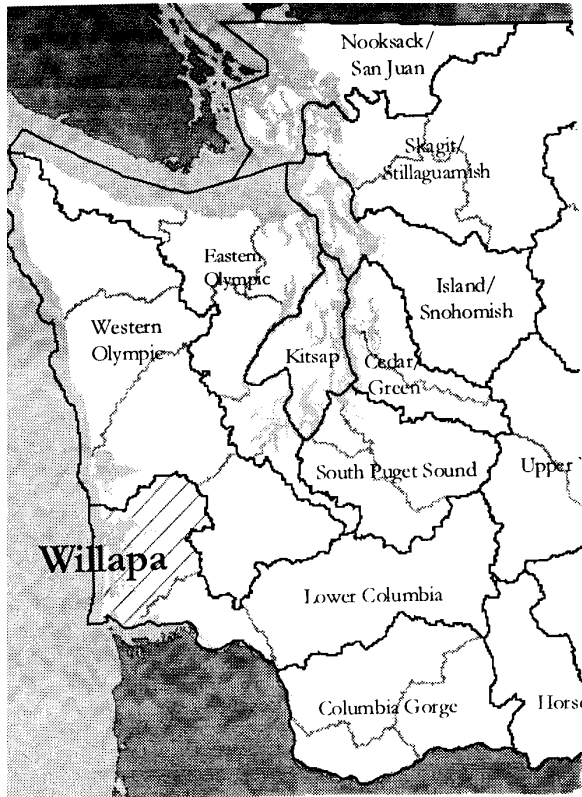 Nooksack/
San Juan
Skagit/
Stillaguamish
Eastern
Olympic
Island/
Snohomish
Western
Olympic
Kitsap
Cedar/
Green
South Puget Sound
Upper Y
Willapa
Lower Columbia
Columbia Gorge
Horse